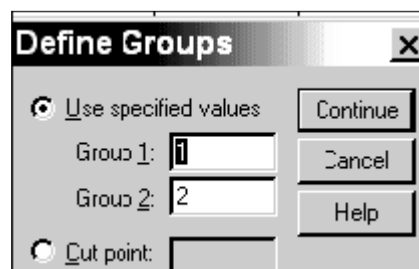 Define Groups
Use specified values
Continue
Group 1: 1
Cancel
Group 2: 2
Help
Cut point: